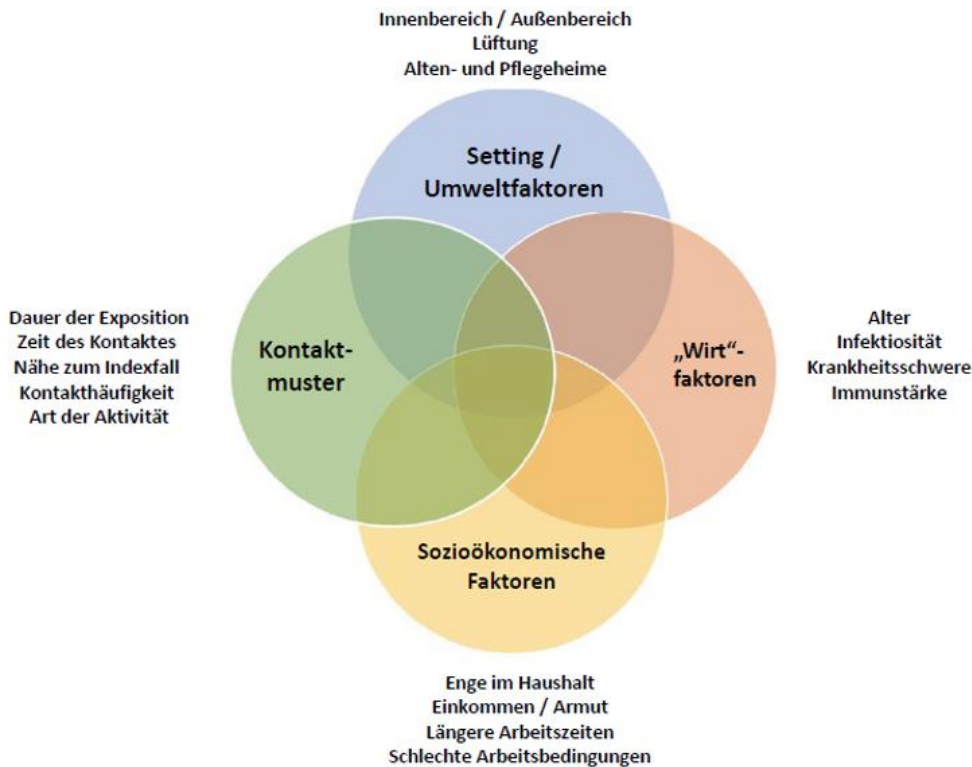 Innenbereich / Außenbereich
Lüftung
Alten- und Pflegeheime
Setting /
Umweltfaktoren
Dauer der Exposition
Zeit des Kontaktes
Nähe zum Indexfall
Kontakthäufigkeit
Art der Aktivität
Kontakt-
muster
„Wirt“-
faktoren
Alter
Infektiosität
Krankheitsschwere
Immunstärke
Sozioökonomische
Faktoren
Enge im Haushalt
Einkommen / Armut
Längere Arbeitszeiten
Schlechte Arbeitsbedingungen